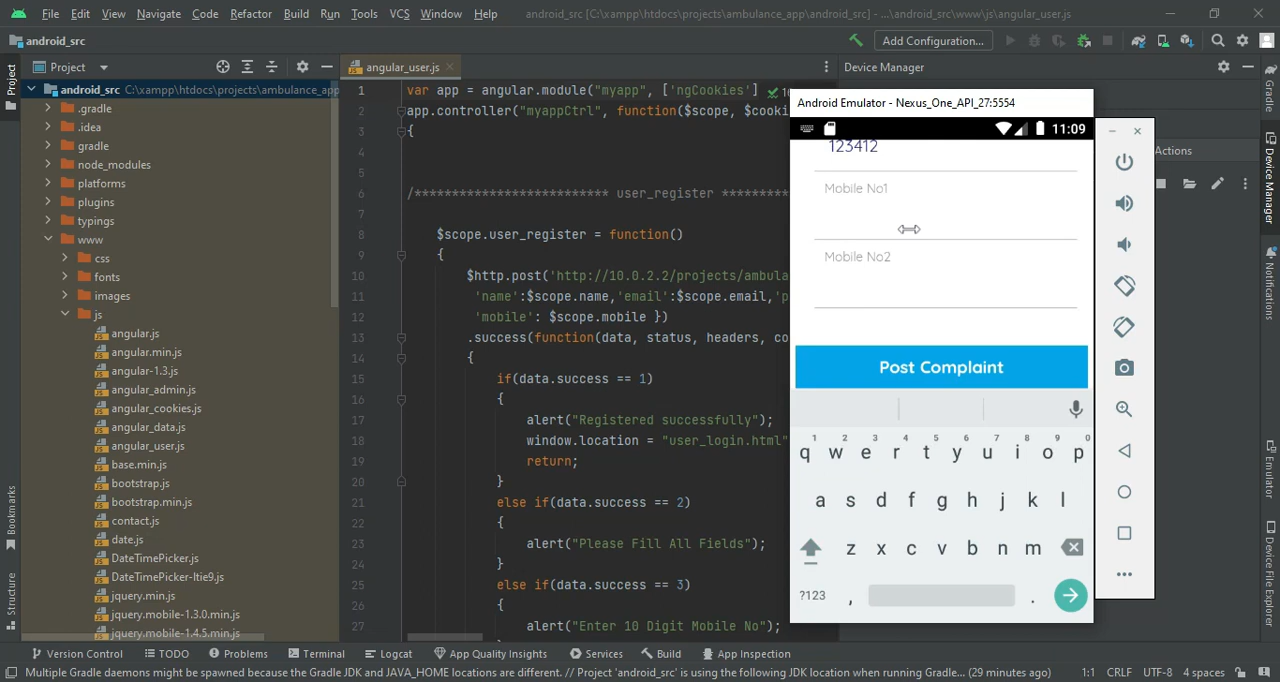 File Edit View Navigate Code Refactor Build Run Tools VCS Window Help android_src [C:\xampp\htdocs\projects\ambulance_app\android_src] - ...\android_src\www\js\angular_user.js
android_src Add Configuration...
Project Project angular_user.js Device Manager
android_src C:\xampp\htdocs\projects\ambulance_app
.gradle
.idea
gradle
node_modules
platforms
plugins
typings
www
css
fonts
images
js
angular.js
angular.min.js
angular-1.3.js
angular_admin.js
angular_cookies.js
angular_data.js
angular_user.js
base.min.js
bootstrap.js
bootstrap.min.js
contact.js
date.js
DateTimePicker.js
DateTimePicker-ltie9.js
jquery.min.js
jquery.mobile-1.3.0.min.js
jquery.mobile-1.4.5.min.js
Bookmarks
Structure
1 var app = angular.module("myapp", ['ngCookies']
2 app.controller("myappCtrl", function($scope, $cooki
3 {
4
5
6 /************************** user_register *********
7
8 $scope.user_register = function()
9 {
10 $http.post('http://10.0.2.2/projects/ambula
11 'name':$scope.name,'email':$scope.email,'p
12 'mobile': $scope.mobile })
13 .success(function(data, status, headers, co
14 {
15 if(data.success == 1)
16 {
17 alert("Registered successfully");
18 window.location = "user_login.html"
19 return;
20 }
21 else if(data.success == 2)
22 {
23 alert("Please Fill All Fields");
24 }
25 else if(data.success == 3)
26 {
27 alert("Enter 10 Digit Mobile No");
Android Emulator - Nexus_One_API_27:5554
11:09
123412
Mobile No1
Mobile No2
Post Complaint
1 2 3 4 5 6 7 8 9 0
q w e r t y u i o p
a s d f g h j k l
z x c v b n m
?123 , .
Actions
Gradle
Device Manager
Notifications
Emulator
Device File Explorer
Version Control TODO Problems Terminal Logcat App Quality Insights Services Build App Inspection
Multiple Gradle daemons might be spawned because the Gradle JDK and JAVA_HOME locations are different. // Project 'android_src' is using the following JDK location when running Gradle... (29 minutes ago) 1:1 CRLF UTF-8 4 spaces